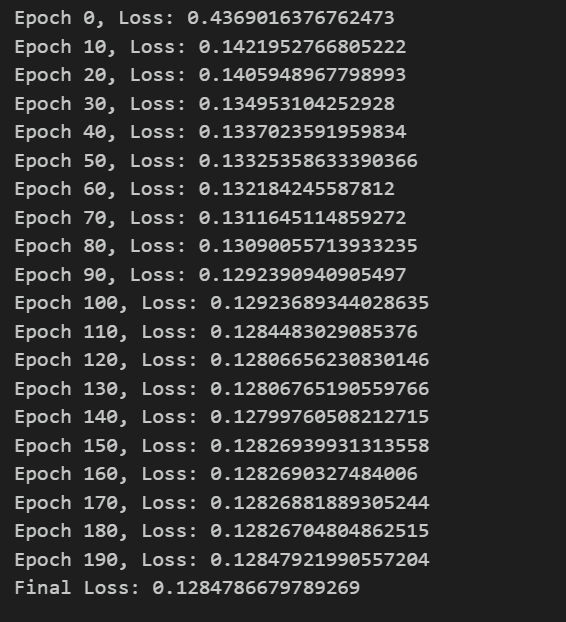 Epoch 0, Loss: 0.4369016376762473
Epoch 10, Loss: 0.1421952766805222
Epoch 20, Loss: 0.1405948967798993
Epoch 30, Loss: 0.134953104252928
Epoch 40, Loss: 0.1337023591959834
Epoch 50, Loss: 0.13325358633390366
Epoch 60, Loss: 0.132184245587812
Epoch 70, Loss: 0.1311645114859272
Epoch 80, Loss: 0.13090055713933235
Epoch 90, Loss: 0.1292390940905497
Epoch 100, Loss: 0.12923689344028635
Epoch 110, Loss: 0.1284483029085376
Epoch 120, Loss: 0.12806656230830146
Epoch 130, Loss: 0.12806765190559766
Epoch 140, Loss: 0.12799760508212715
Epoch 150, Loss: 0.12826939931313558
Epoch 160, Loss: 0.1282690327484006
Epoch 170, Loss: 0.12826881889305244
Epoch 180, Loss: 0.12826704804862515
Epoch 190, Loss: 0.12847921990557204
Final Loss: 0.1284786679789269